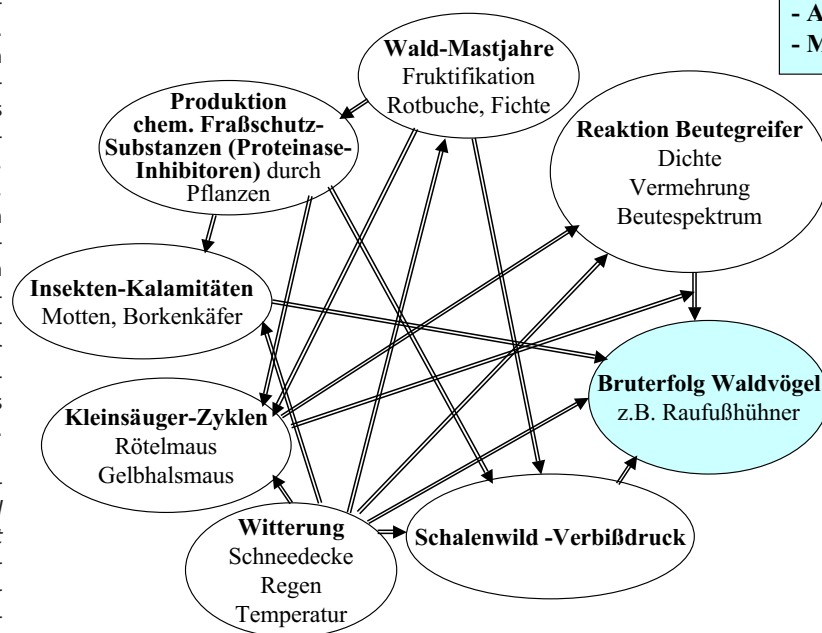 - A
- M
Wald-Mastjahre
Fruktifikation
Rotbuche, Fichte
Produktion
chem. Fraßschutz-
Substanzen (Proteinase-
Inhibitoren) durch
Pflanzen
Reaktion Beutegreifer
Dichte
Vermehrung
Beutespektrum
Insekten-Kalamitäten
Motten, Borkenkäfer
Bruterfolg Waldvögel
z.B. Raufußhühner
Kleinsäuger-Zyklen
Rötelmaus
Gelbhalsmaus
Witterung
Schneedecke
Regen
Temperatur
Schalenwild -Verbißdruck